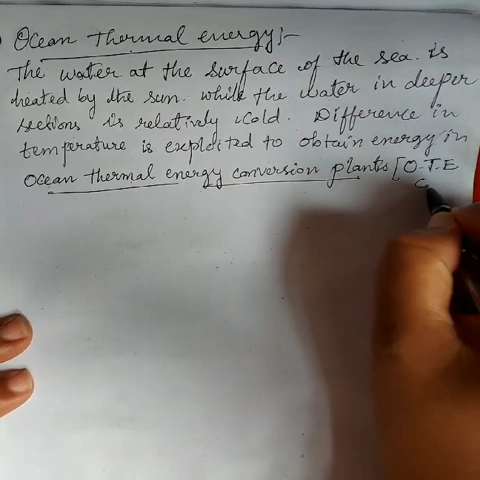 Ocean thermal energy:-
The water at the surface of the sea. is
heated by the sun. while the water in deeper
sections is relatively cold. Difference in
temperature is exploited to obtain energy in
Ocean thermal energy conversion plants [O.T.E
C